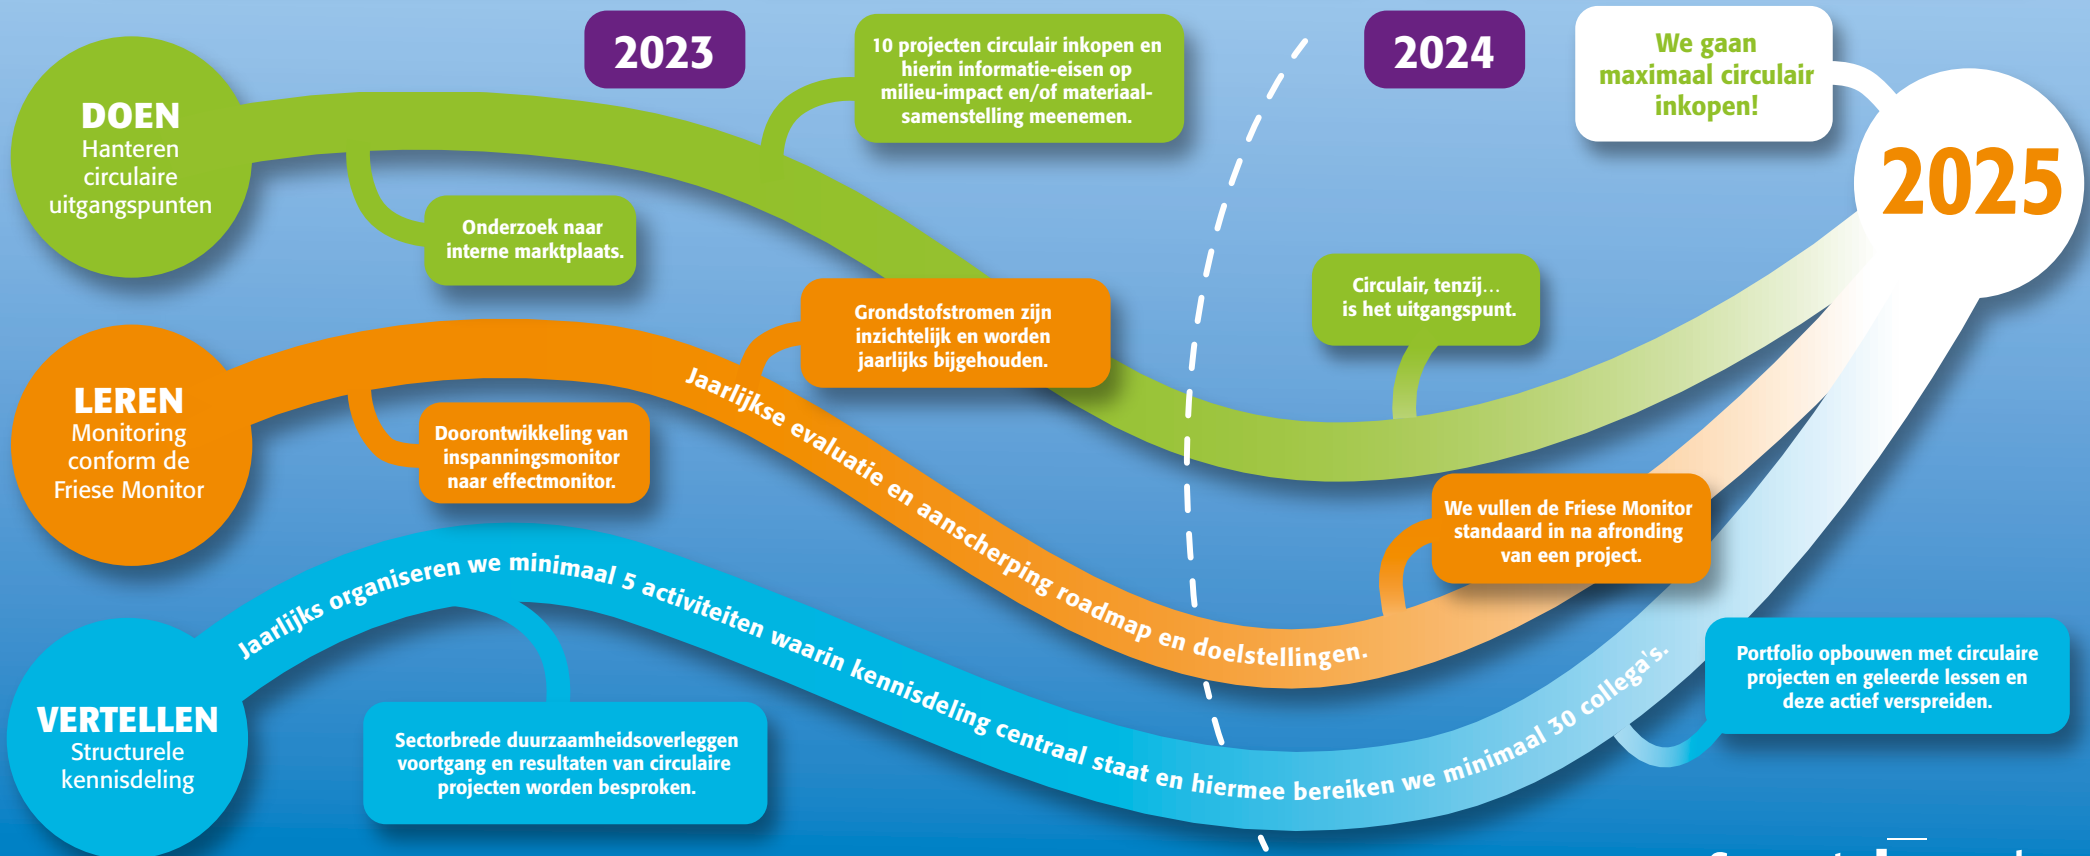 2023
2024
DOEN
Hanteren
circulaire
uitgangspunten
Onderzoek naar
interne marktplaats.
10 projecten circulair inkopen en
hierin informatie-eisen op
milieu-impact en/of materiaal-
samenstelling meenemen.
Circulair, tenzij...
is het uitgangspunt.
We gaan
maximaal circulair
inkopen!
2025
LEREN
Monitoring
conform de
Friese Monitor
Doorontwikkeling van
inspanningsmonitor
naar effectmonitor.
Grondstofstromen zijn
inzichtelijk en worden
jaarlijks bijgehouden.
Jaarlijkse evaluatie en aanscherping roadmap en doelstellingen.
We vullen de Friese Monitor
standaard in na afronding
van een project.
VERTELLEN
Structurele
kennisdeling
Jaarlijks organiseren we minimaal 5 activiteiten waarin kennisdeling centraal staat en hiermee bereiken we minimaal 30 collega's.
Sectorbrede duurzaamheidsoverleggen
voortgang en resultaten van circulaire
projecten worden besproken.
Portfolio opbouwen met circulaire
projecten en geleerde lessen en
deze actief verspreiden.